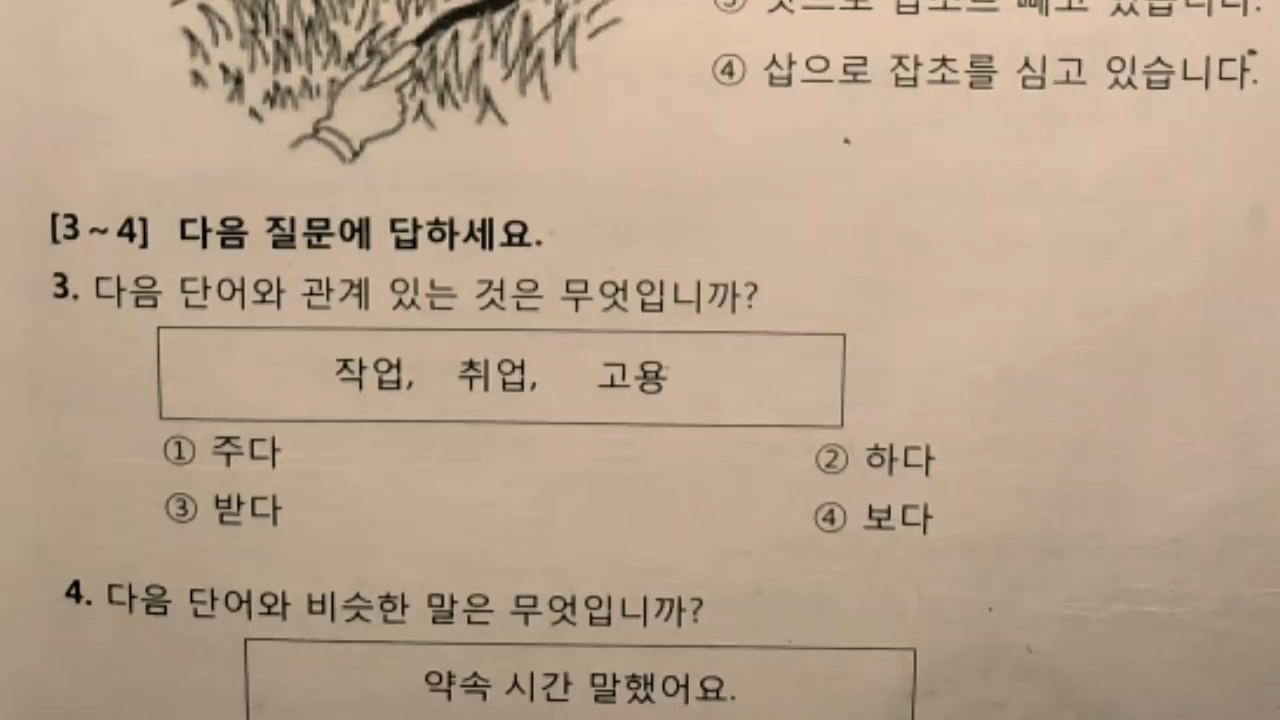 ④ 삽으로 잡초를 심고 있습니다.
[3~4] 다음 질문에 답하세요.
3. 다음 단어와 관계 있는 것은 무엇입니까?
작업, 취업, 고용
① 주다 ② 하다
③ 받다 ④ 보다
4. 다음 단어와 비슷한 말은 무엇입니까?
약속 시간 말했어요.